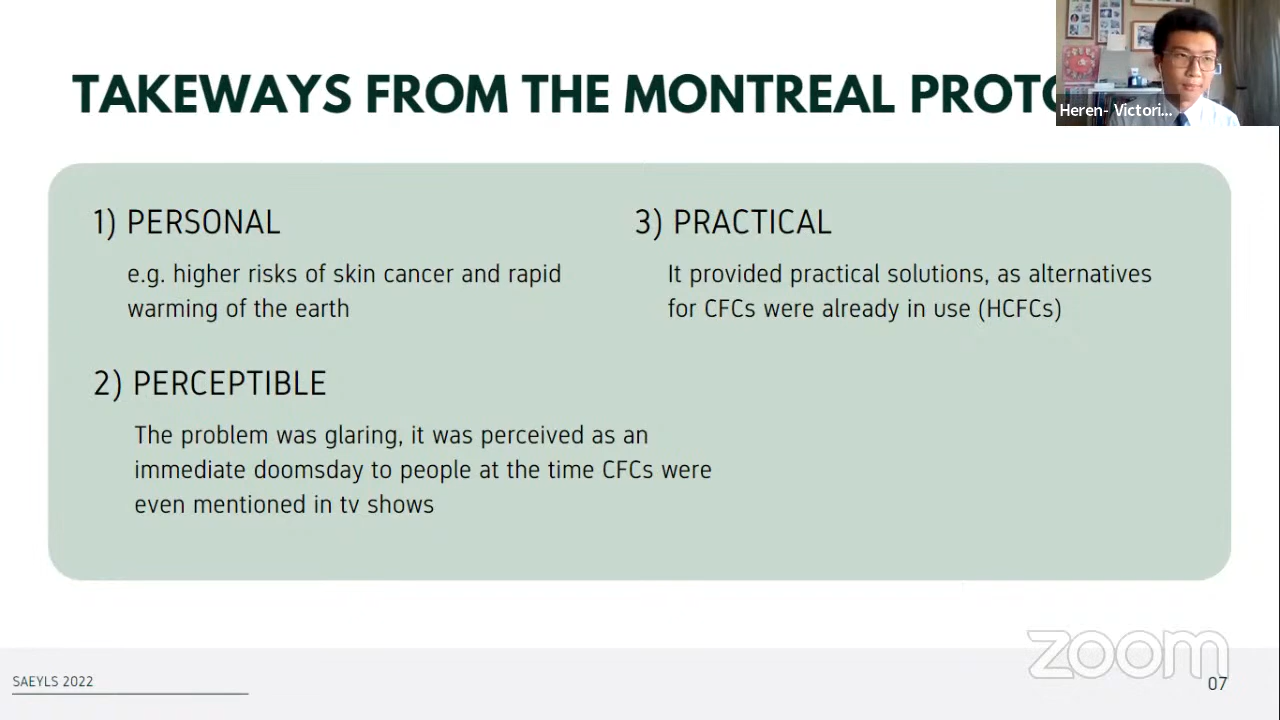 TAKEWAYS FROM THE MONTREAL PROTO
Heren- Victori...
1) PERSONAL
e.g. higher risks of skin cancer and rapid
warming of the earth
2) PERCEPTIBLE
The problem was glaring, it was perceived as an
immediate doomsday to people at the time CFCs were
even mentioned in tv shows
3) PRACTICAL
It provided practical solutions, as alternatives
for CFCs were already in use (HCFCs)
zoom
SAEYLS 2022
07